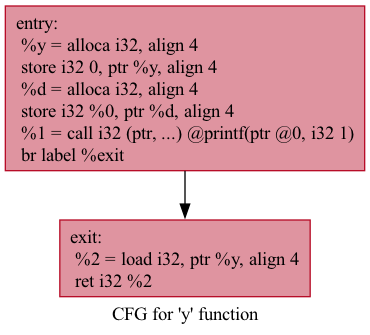 entry:
%y = alloca i32, align 4
store i32 0, ptr %y, align 4
%d = alloca i32, align 4
store i32 %0, ptr %d, align 4
%1 = call i32 (ptr, ...) @printf(ptr @0, i32 1)
br label %exit
exit:
%2 = load i32, ptr %y, align 4
ret i32 %2
CFG for 'y' function